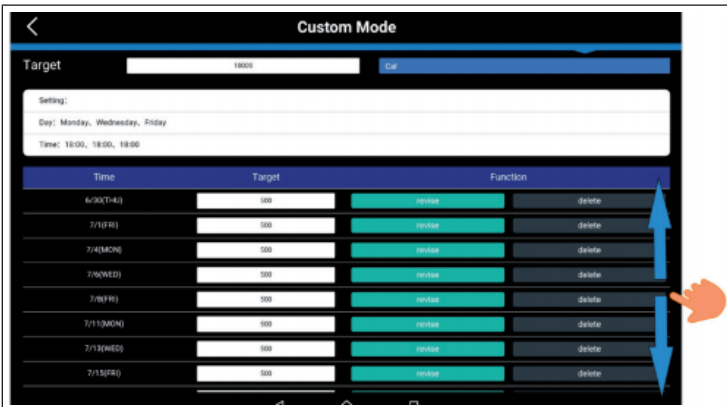 Custom Mode
Target 10000 Cal
Setting:
Day: Monday、Wednesday、Friday
Time: 18:00、18:00、18:00
Time Target Function
6/30(THU) 500 revise delete
7/1(FRI) 500 revise delete
7/4(MON) 500 revise delete
7/6(WED) 500 revise delete
7/8(FRI) 500 revise delete
7/11(MON) 500 revise delete
7/13(WED) 500 revise delete
7/15(FRI) 500 revise delete